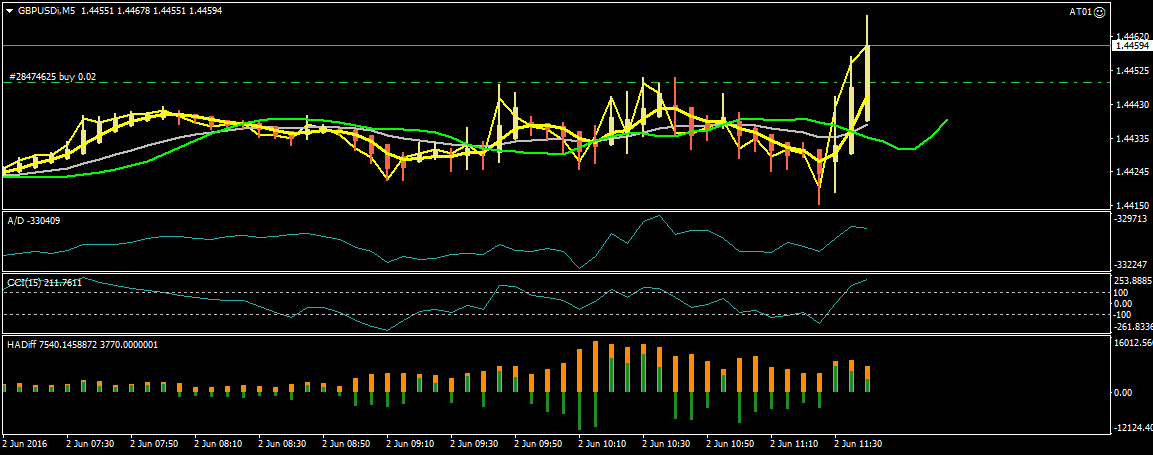 GBPUSDi,M5 1.44551 1.44678 1.44551 1.44594
AT01
1.44620
1.44594
#28474625 buy 0.02
1.44525
1.44430
1.44335
1.44245
1.44150
A/D -330409
-329713
-332247
CCI(15) 211.7611
253.8885
100
0.00
-100
-261.8336
HADiff 7540.1458872 3770.0000001
16012.560
0.00
-12124.40
2 Jun 2016
2 Jun 07:30
2 Jun 07:50
2 Jun 08:10
2 Jun 08:30
2 Jun 08:50
2 Jun 09:10
2 Jun 09:30
2 Jun 09:50
2 Jun 10:10
2 Jun 10:30
2 Jun 10:50
2 Jun 11:10
2 Jun 11:30